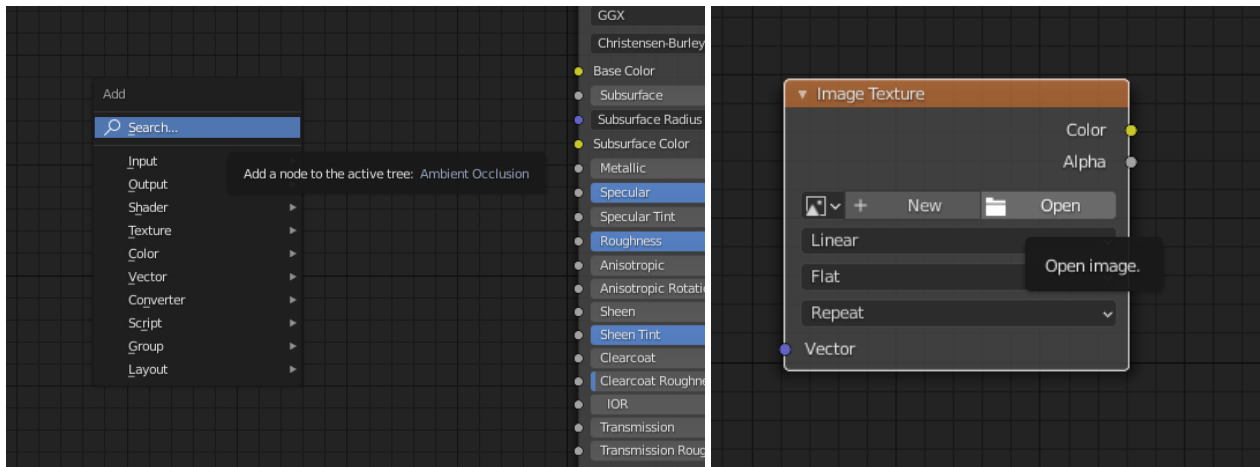 Add
Search...
Input
Output
Shader
Texture
Color
Vector
Converter
Script
Group
Layout
Add a node to the active tree: Ambient Occlusion
GGX
Christensen-Burley
Base Color
Subsurface
Subsurface Radius
Subsurface Color
Metallic
Specular
Specular Tint
Roughness
Anisotropic
Anisotropic Rotati
Sheen
Sheen Tint
Clearcoat
Clearcoat Roughne
IOR
Transmission
Transmission Roug
Image Texture
Color
Alpha
New
Open
Linear
Open image.
Flat
Repeat
Vector